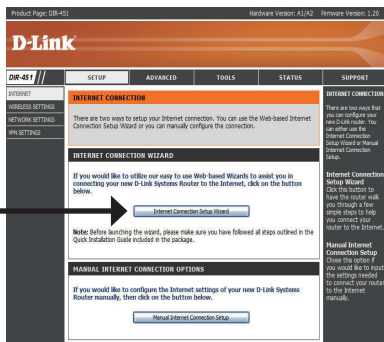 Product Page: DIR-451
Hardware Version: A1/A2 Firmware Version: 1.20
D-Link
DIR-451
SETUP
ADVANCED
TOOLS
STATUS
SUPPORT
INTERNET
WIRELESS SETTINGS
NETWORK SETTINGS
VPN SETTINGS
INTERNET CONNECTION
There are two ways to setup your Internet connection. You can use the Web-based Internet
Connection Setup Wizard or you can manually configure the connection.
INTERNET CONNECTION WIZARD
If you would like to utilize our easy to use Web-based Wizards to assist you in
connecting your new D-Link Systems Router to the Internet, click on the button
below.
Internet Connection Setup Wizard
Note: Before launching the wizard, please make sure you have followed all steps outlined in the
Quick Installation Guide included in the package.
MANUAL INTERNET CONNECTION OPTIONS
If you would like to configure the Internet settings of your new D-Link Systems
Router manually, then click on the button below.
Manual Internet Connection Setup
INTERNET CONNECTION
There are two ways that
you can configure your
new D-Link router. You
can either use the
Internet Connection
Setup Wizard or Manual
Internet Connection
Setup.
Internet Connection
Setup Wizard
Click this button to
have the router walk
you through a few
simple steps to help
you connect your
router to the Internet.
Manual Internet
Connection Setup
Chose this option if
you would like to input
the settings needed
to connect your router
to the Internet
manually.